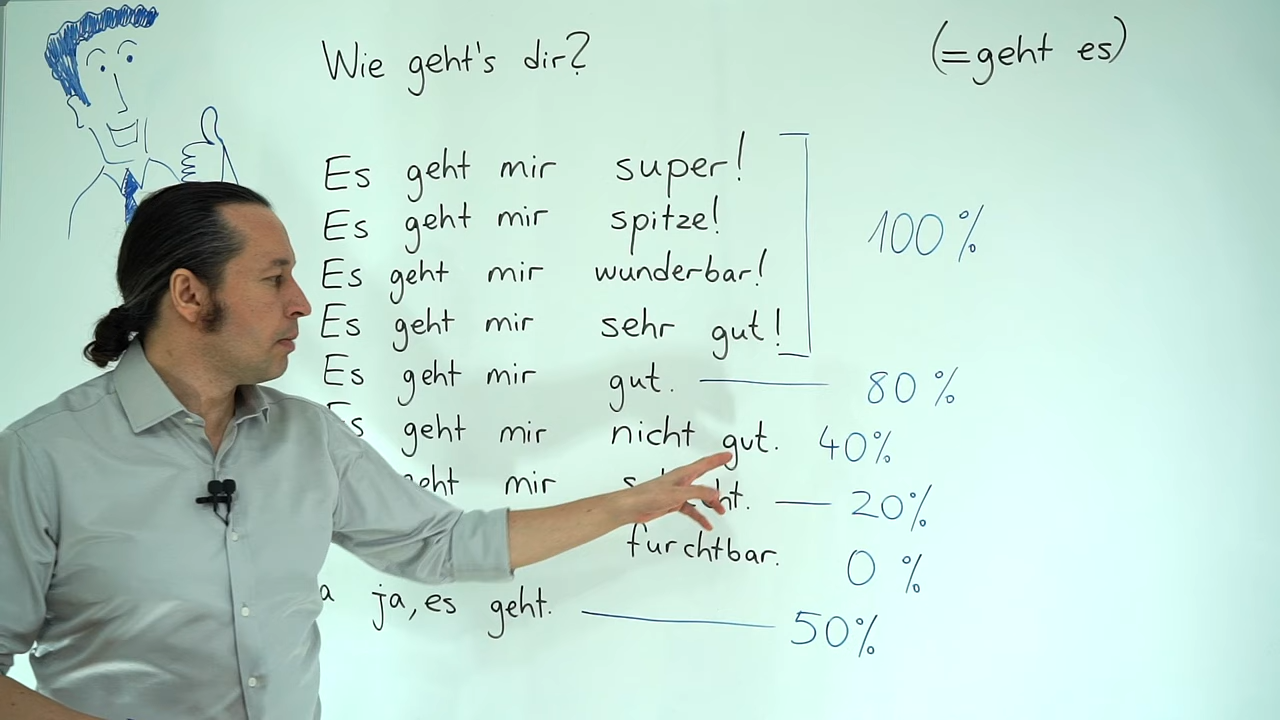 Wie geht's dir? (=geht es)
Es geht mir super!
Es geht mir spitze! 100%
Es geht mir wunderbar!
Es geht mir sehr gut!
Es geht mir gut. 80%
geht mir nicht gut. 40%
mir 20%
furchtbar. 0%
ja, es geht. 50%